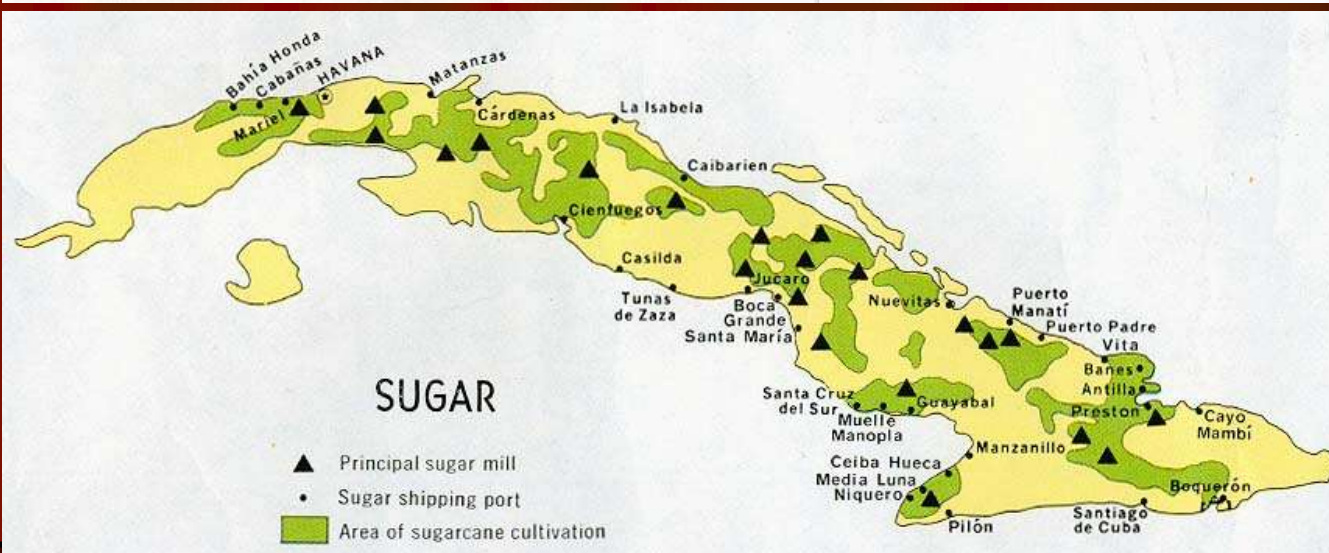 Bahía Honda
Cabañas
HAVANA
Mariel
Matanzas
Cárdenas
La Isabela
Caibarien
Cienfuegos
Casilda
Tunas
de Zaza
Jucaro
Boca
Grande
Santa María
Nuevitas
Puerto
Manatí
Puerto Padre
Vita
Banes
Antilla
Preston
Cayo
Mambí
Santa Cruz
del Sur
Muelle
Manopla
Guayabal
Manzanillo
Ceiba Hueca
Media Luna
Niquero
Pilón
Santiago
de Cuba
Boquerón
SUGAR
Principal sugar mill
Sugar shipping port
Area of sugarcane cultivation